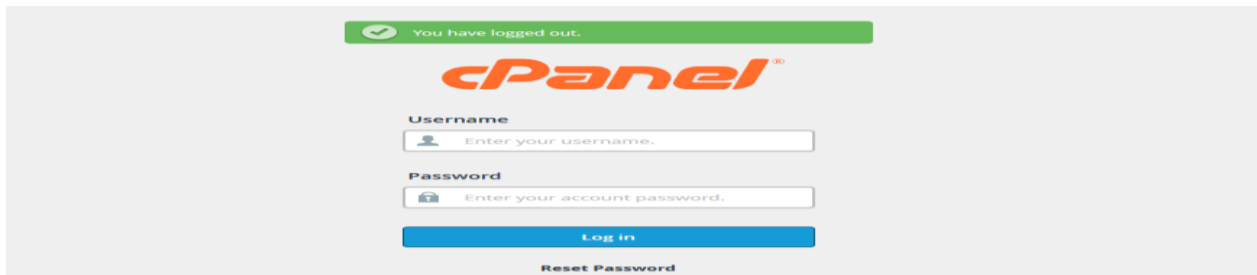 You have logged out.
cPanel®
Username
Enter your username.
Password
Enter your account password.
Log in
Reset Password